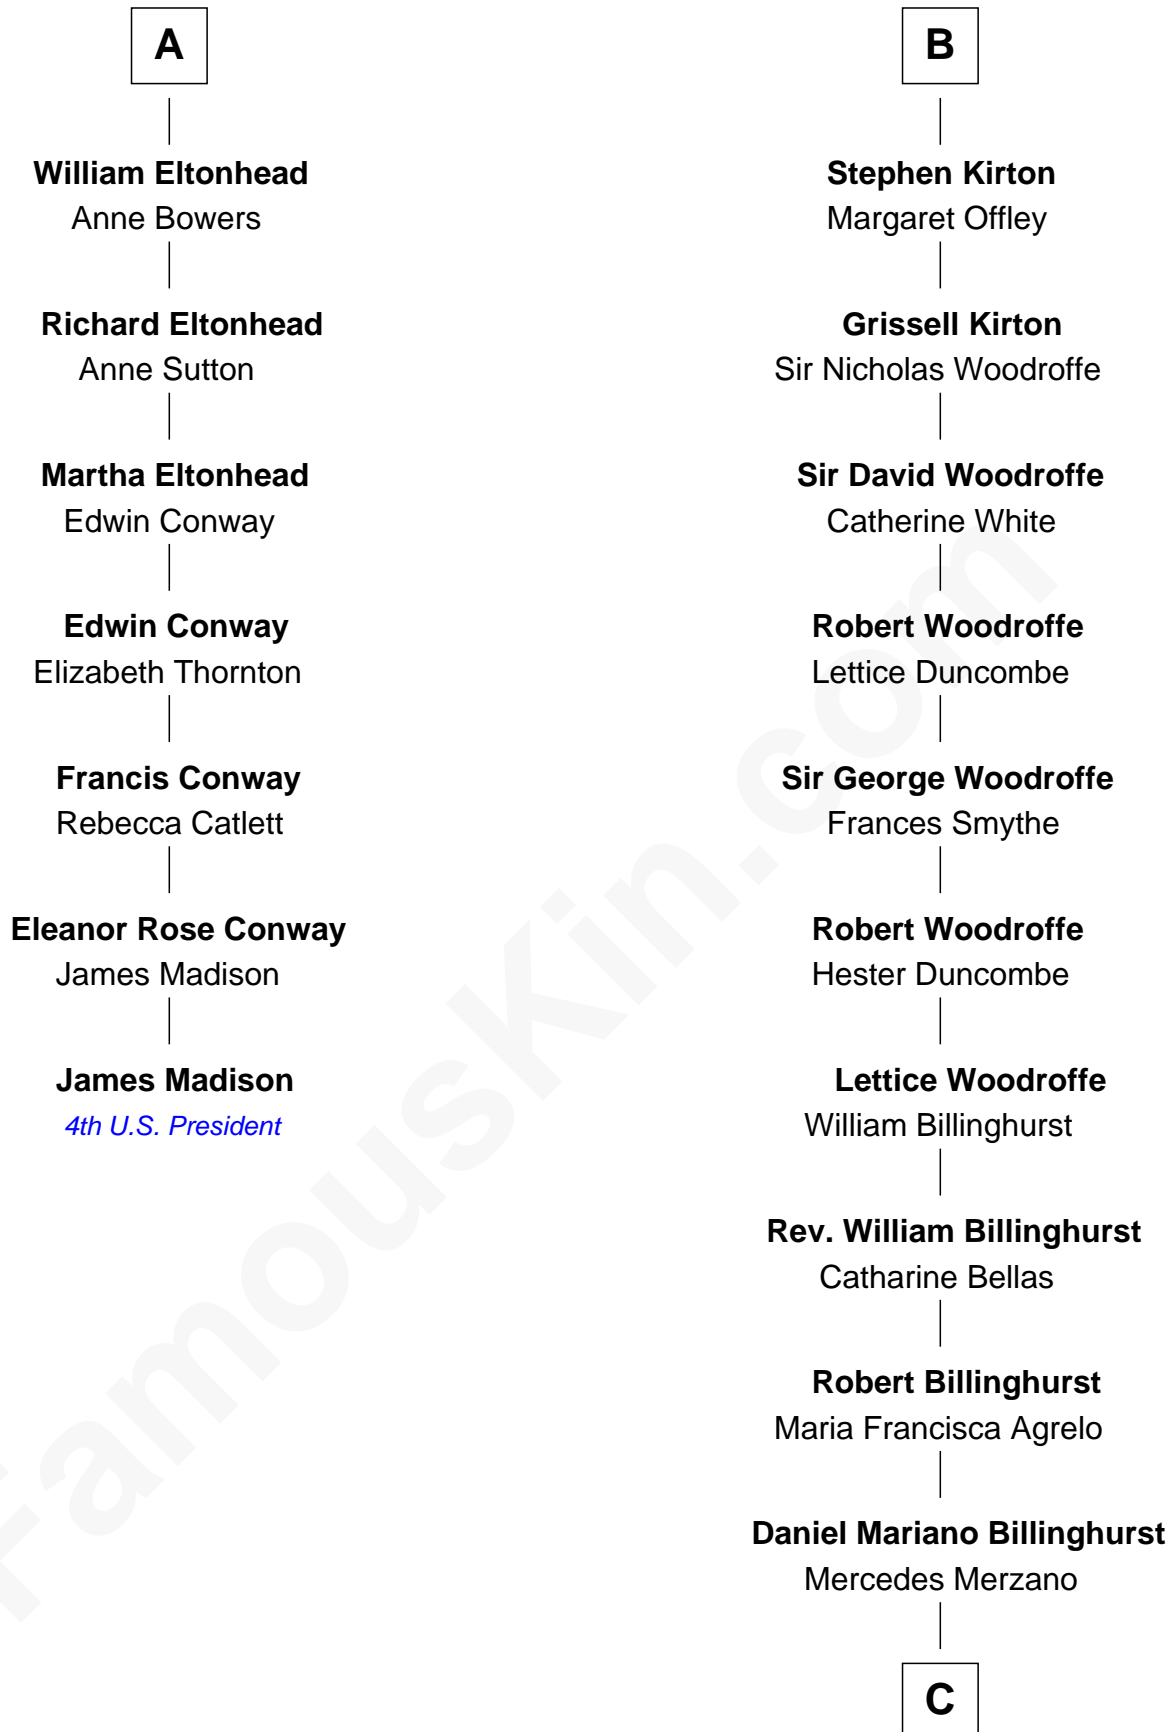 A
William Eltonhead
Anne Bowers
Richard Eltonhead
Anne Sutton
Martha Eltonhead
Edwin Conway
Edwin Conway
Elizabeth Thornton
Francis Conway
Rebecca Catlett
Eleanor Rose Conway
James Madison
James Madison
4th U.S. President
B
Stephen Kirton
Margaret Offley
Grissell Kirton
Sir Nicholas Woodroffe
Sir David Woodroffe
Catherine White
Robert Woodroffe
Lettice Duncombe
Sir George Woodroffe
Frances Smythe
Robert Woodroffe
Hester Duncombe
Lettice Woodroffe
William Billinghurst
Rev. William Billinghurst
Catharine Bellas
Robert Billinghurst
Maria Francisca Agrelo
Daniel Mariano Billinghurst
Mercedes Merzano
C
FamousKin.com